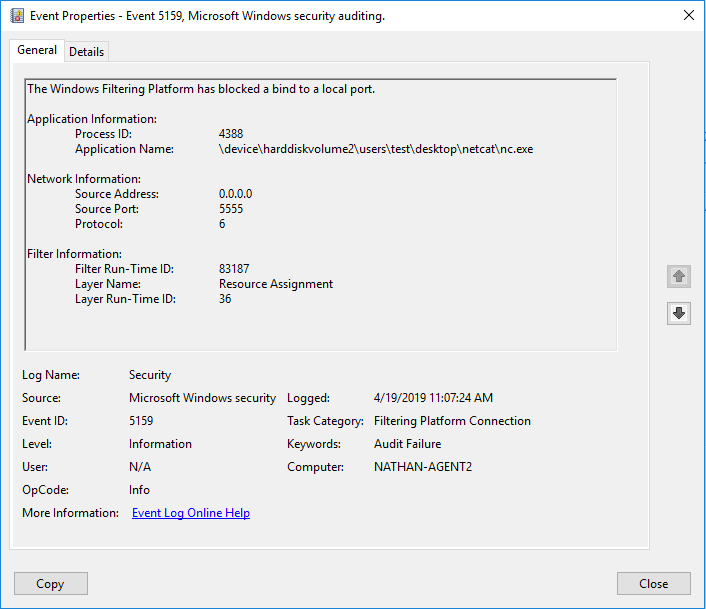 Event Properties - Event 5159, Microsoft Windows security auditing.
General Details
The Windows Filtering Platform has blocked a bind to a local port.
Application Information:
Process ID: 4388
Application Name: \device\harddiskvolume2\users\test\desktop\netcat\nc.exe
Network Information:
Source Address: 0.0.0.0
Source Port: 5555
Protocol: 6
Filter Information:
Filter Run-Time ID: 83187
Layer Name: Resource Assignment
Layer Run-Time ID: 36
Log Name: Security
Source: Microsoft Windows security Logged: 4/19/2019 11:07:24 AM
Event ID: 5159 Task Category: Filtering Platform Connection
Level: Information Keywords: Audit Failure
User: N/A Computer: NATHAN-AGENT2
OpCode: Info
More Information: Event Log Online Help
Copy Close